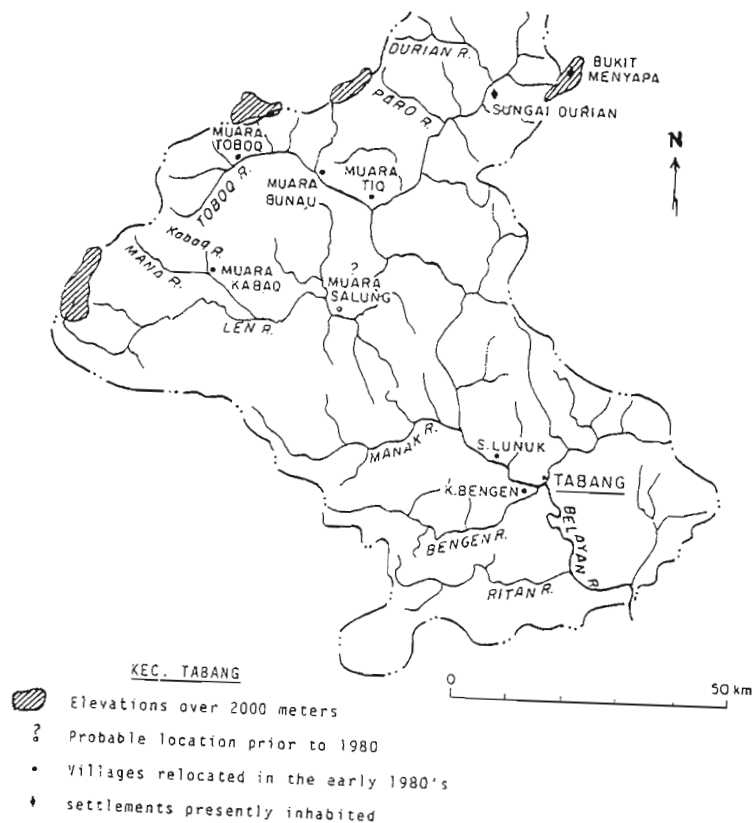 DURIAN R.
BUKIT
MENYAPA
SUNGAI DURIAN
PARO R.
N
MUARA
TOBOQ
TOBOQ R.
MUARA
BUNAU
MUARA
TIQ
Kabaq R.
MANA R.
MUARA
KABAQ
?
MUARA
SALUNG
LEN R.
MANAK R.
S. LUNUK
TABANG
K. BENGEN
BENGEN R.
BELAYAN R.
RITAN R.
KEC. TABANG
0
50 km
Elevations over 2000 meters
? Probable location prior to 1980
Villages relocated in the early 1980's
settlements presently inhabited